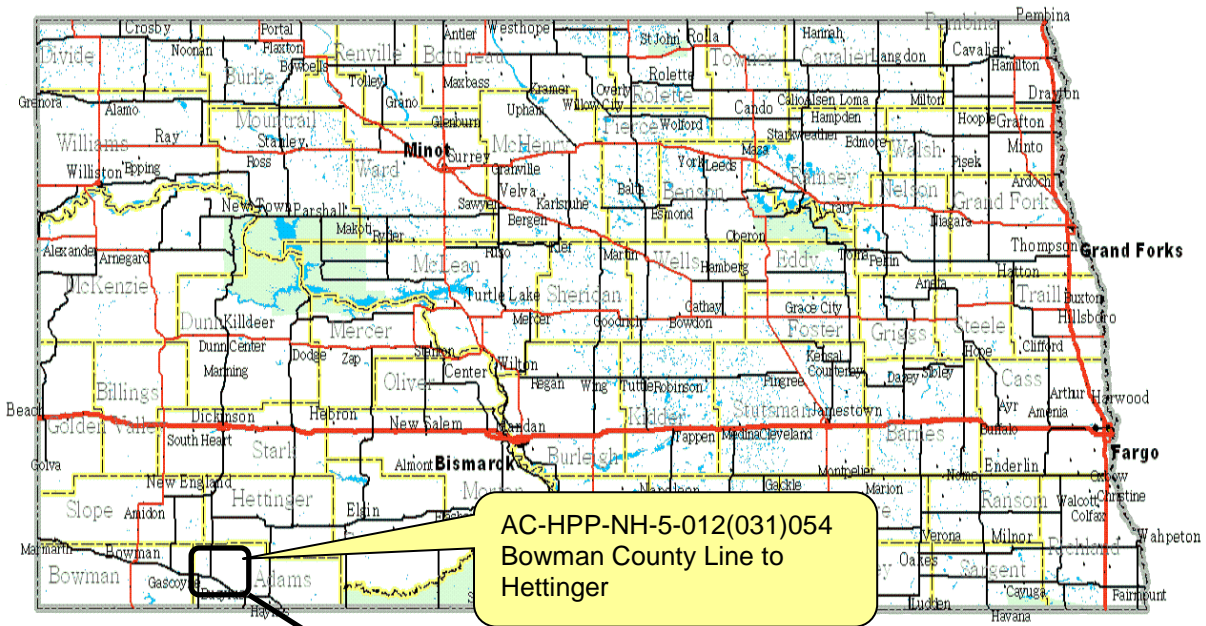 Pembina
Crosby Portal Antler Westhope St John Rolla Hannah Pembina
Noonan Flaxton Renville Bottineau Towner Cavalier Langdon Cavalier
Divide Burke Bowbells Rolette Hamilton
Tolley Maxbass Kramer Overly Rolette
Grenora Alamo Grano Upham Willow City Rolette Cando Calio Alsen Loma Milton Drayton
Mountrail Glenburn Pierce Wolford Hampden Hoople Grafton
Williams Ray Stanley McHenry Starkweather Edmore Walsh Minto
Ross Minot Surrey York Leeds Maza Pisek
Williston Epping Ward Granville Balta Benson Ramsey Nelson Ardoch
New Town Parshall Sawyer Velva Karlsruhe Esmond Crary Grand Forks
Makoti Ryder Bergen Oberon Niagara
Alexander Arnegard McLean Kief Martin Wells Hamberg Eddy Tolna Pekin Thompson Grand Forks
McKenzie Hatton
Turtle Lake Sheridan Aneta Traill Buxton
Dunn Killdeer Mercer Mercer Cathay Grace City Hillsboro
Goodrich Bowdon Foster Griggs Steele
Dunn Center Dodge Zap Stanton Wilton Kensal Hope Clifford
Manning Oliver Center Regan Wing Tuttle Robinson Pingree Courtenay Dazey Sibley Cass
Billings Arthur Harwood
Beach Dickinson Hebron New Salem Mandan Kidder Stutsman Jamestown Ayr Amenia
Golden Valley South Heart Tappen Medina Cleveland Barnes Buffalo
Stark Almont Bismarck Burleigh Fargo
Golva New England Montpelier Nome Enderlin Oxbow
Hettinger Morton Napoleon Gackle Marion Ransom Walcott Christine
Slope Amidon Elgin Colfax
Verona Milnor Wahpeton
Marmarth Bowman Oakes Richland
Bowman Gascoyne Adams Sargent
Bucyrus Cayuga Fairmount
Haynes Ludden Havana
AC-HPP-NH-5-012(031)054
Bowman County Line to
Hettinger